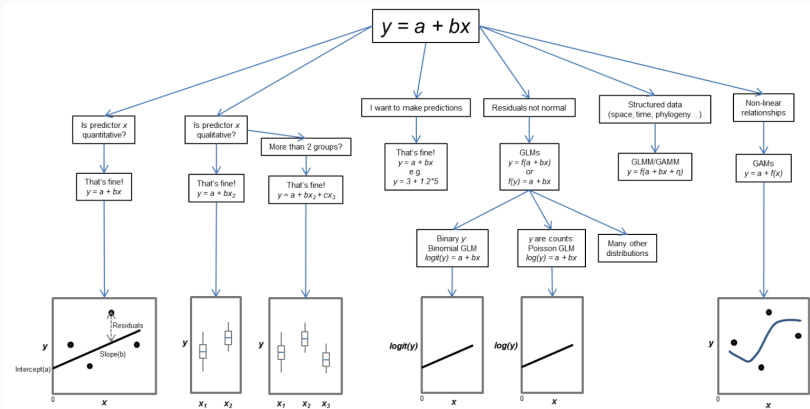 y = a + bx
Is predictor x
quantitative?
That's fine!
y = a + bx
Is predictor x
qualitative?
That's fine!
y = a + bx₂
More than 2 groups?
That's fine!
y = a + bx₂ + cx₃
I want to make predictions
That's fine!
y = a + bx
e.g.
y = 3 + 1.2*5
Residuals not normal
GLMs
y = f(a + bx)
or
f(y) = a + bx
Binary y:
Binomial GLM
logit(y) = a + bx
y are counts:
Poisson GLM
log(y) = a + bx
Many other
distributions
Structured data
(space, time, phylogeny…)
GLMM/GAMM
y = f(a + bx + η)
Non-linear
relationships
GAMs
y = a + f(x)
y
Residuals
Slope(b)
Intercept(a)
0
x
y
x₁ x₂
y
x₁ x₂ x₃
logit(y)
0
x
log(y)
0
x
y
0
x